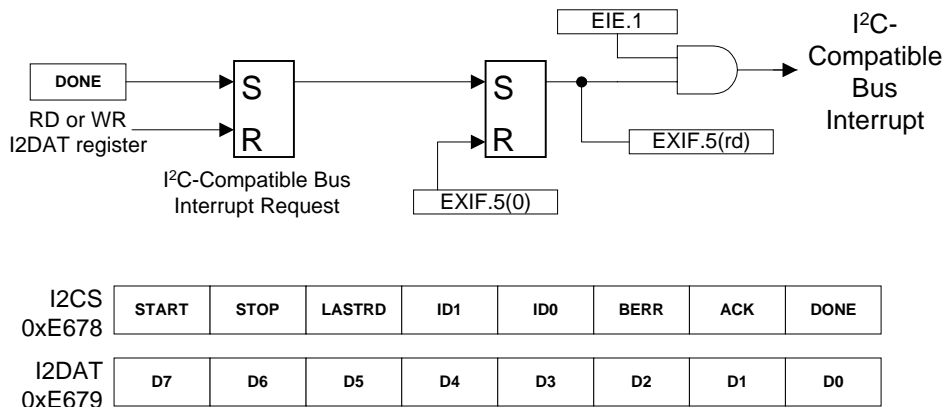 EIE.1
I²C-
Compatible
Bus
Interrupt
DONE
S
R
S
R
RD or WR
I2DAT register
I²C-Compatible Bus
Interrupt Request
EXIF.5(rd)
EXIF.5(0)
I2CS
0xE678
START STOP LASTRD ID1 ID0 BERR ACK DONE
I2DAT
0xE679
D7 D6 D5 D4 D3 D2 D1 D0